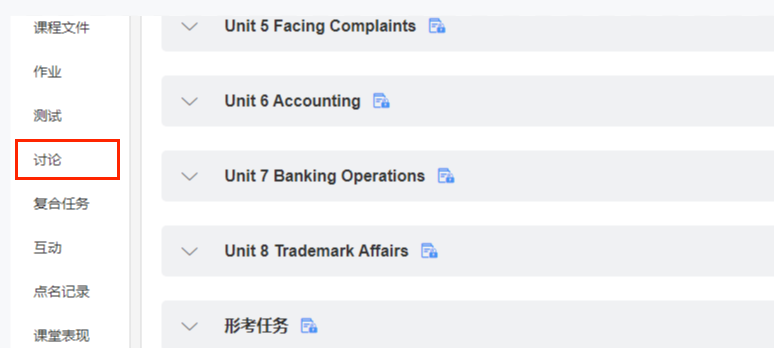 课程文件
作业
测试
讨论
复合任务
互动
点名记录
课堂表现
Unit 5 Facing Complaints
Unit 6 Accounting
Unit 7 Banking Operations
Unit 8 Trademark Affairs
形考任务